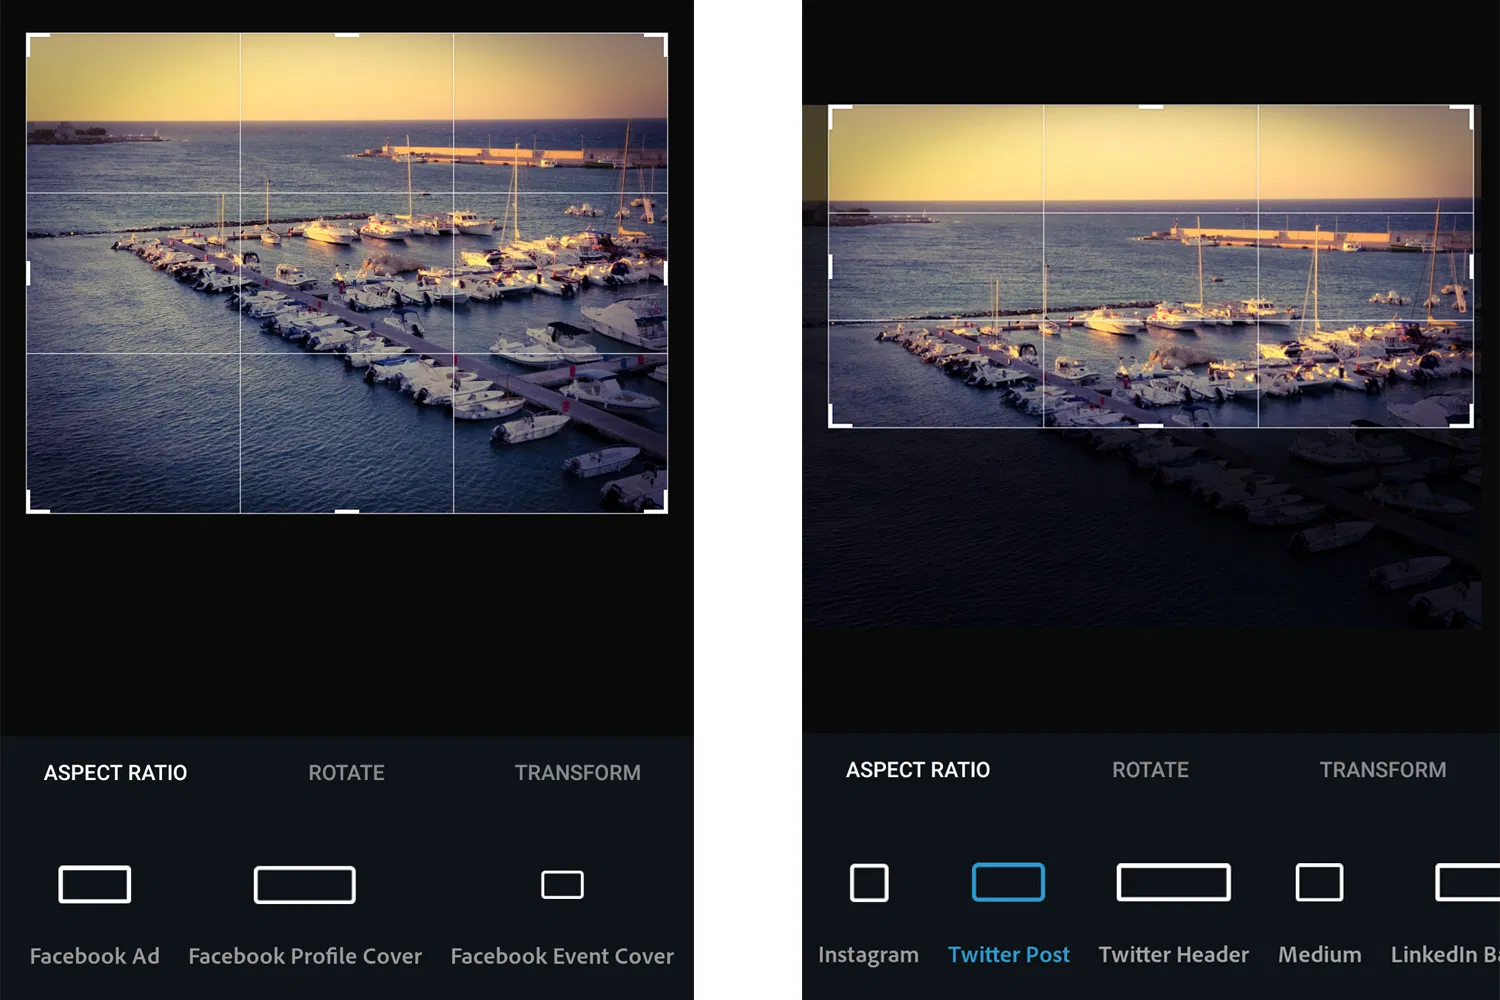 ASPECT RATIO ROTATE TRANSFORM
Facebook Ad Facebook Profile Cover Facebook Event Cover
ASPECT RATIO ROTATE TRANSFORM
Instagram Twitter Post Twitter Header Medium LinkedIn Ba